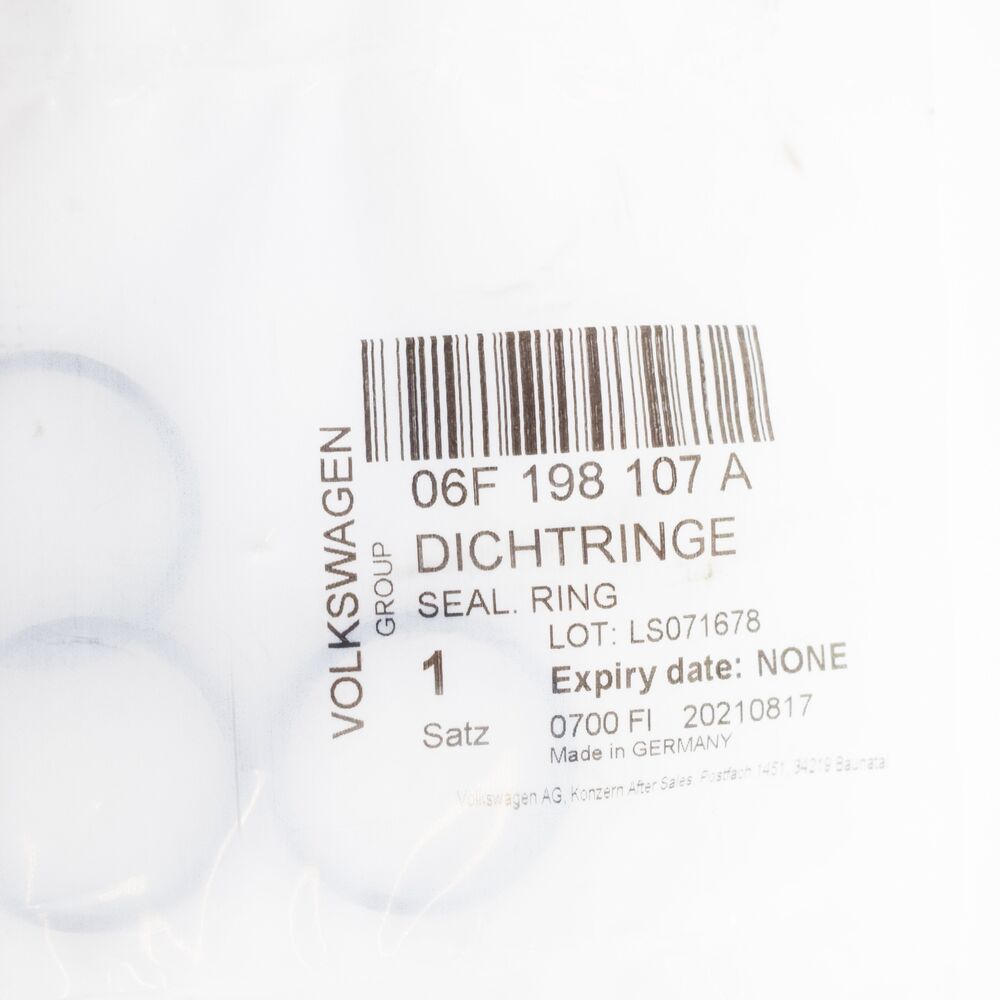 VOLKSWAGEN
GROUP
06F 198 107 A
DICHTRINGE
SEAL. RING
LOT: LS071678
1
Expiry date: NONE
Satz
0700 FI 20210817
Made in GERMANY
Volkswagen AG, Konzern After Sales, Postfach 1451, 34219 Baunatal